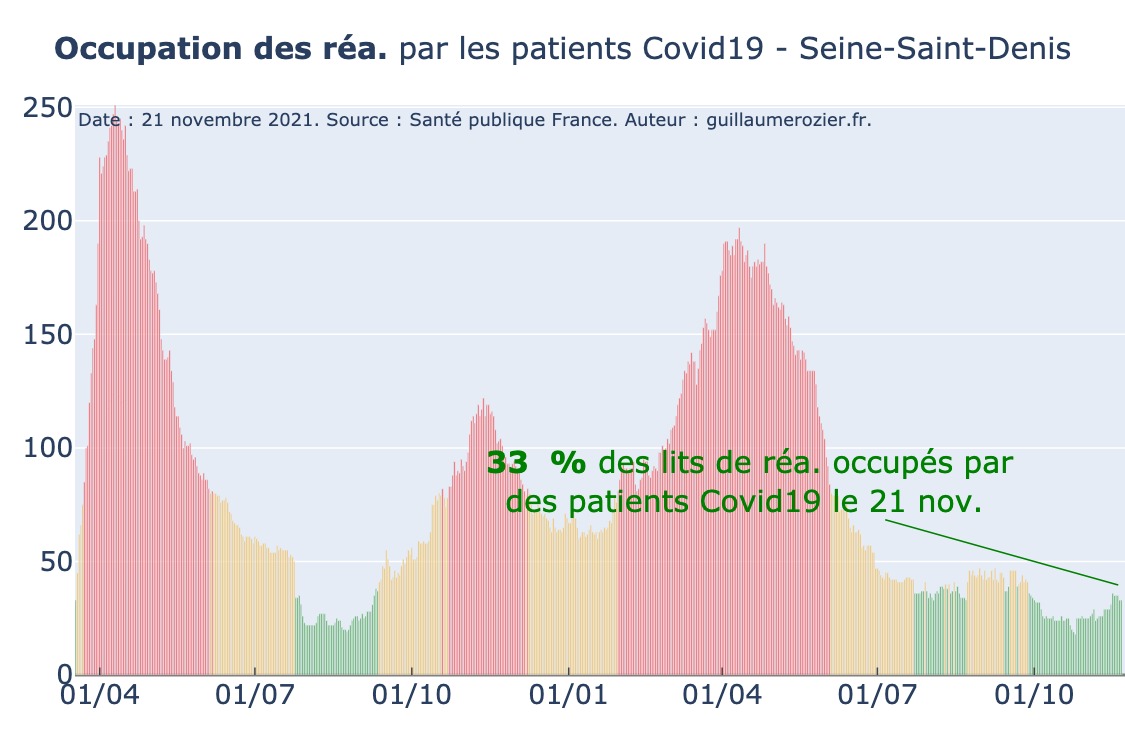 Occupation des réa. par les patients Covid19 - Seine-Saint-Denis
250
Date : 21 novembre 2021. Source : Santé publique France. Auteur : guillaumerozier.fr.
200
150
100
33 % des lits de réa. occupés par
des patients Covid19 le 21 nov.
50
0
01/04 01/07 01/10 01/01 01/04 01/07 01/10